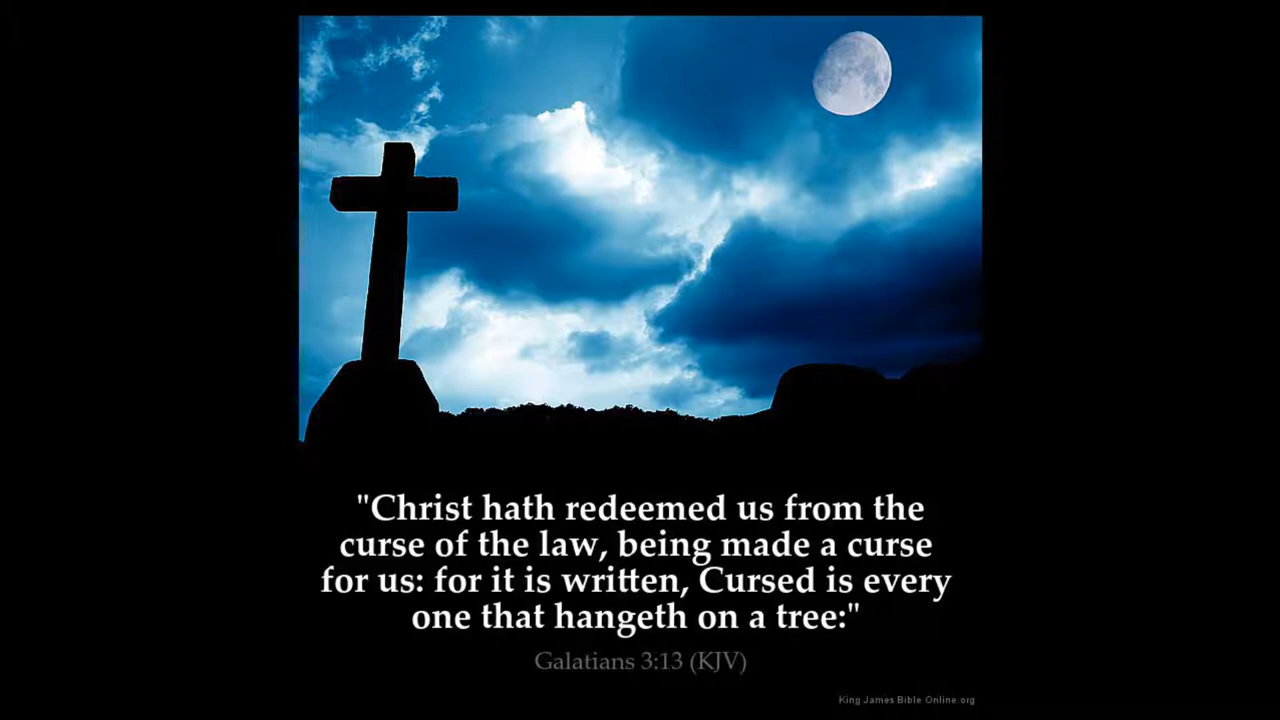 "Christ hath redeemed us from the
curse of the law, being made a curse
for us: for it is written, Cursed is every
one that hangeth on a tree:"
Galatians 3:13 (KJV)
King James Bible Online.org